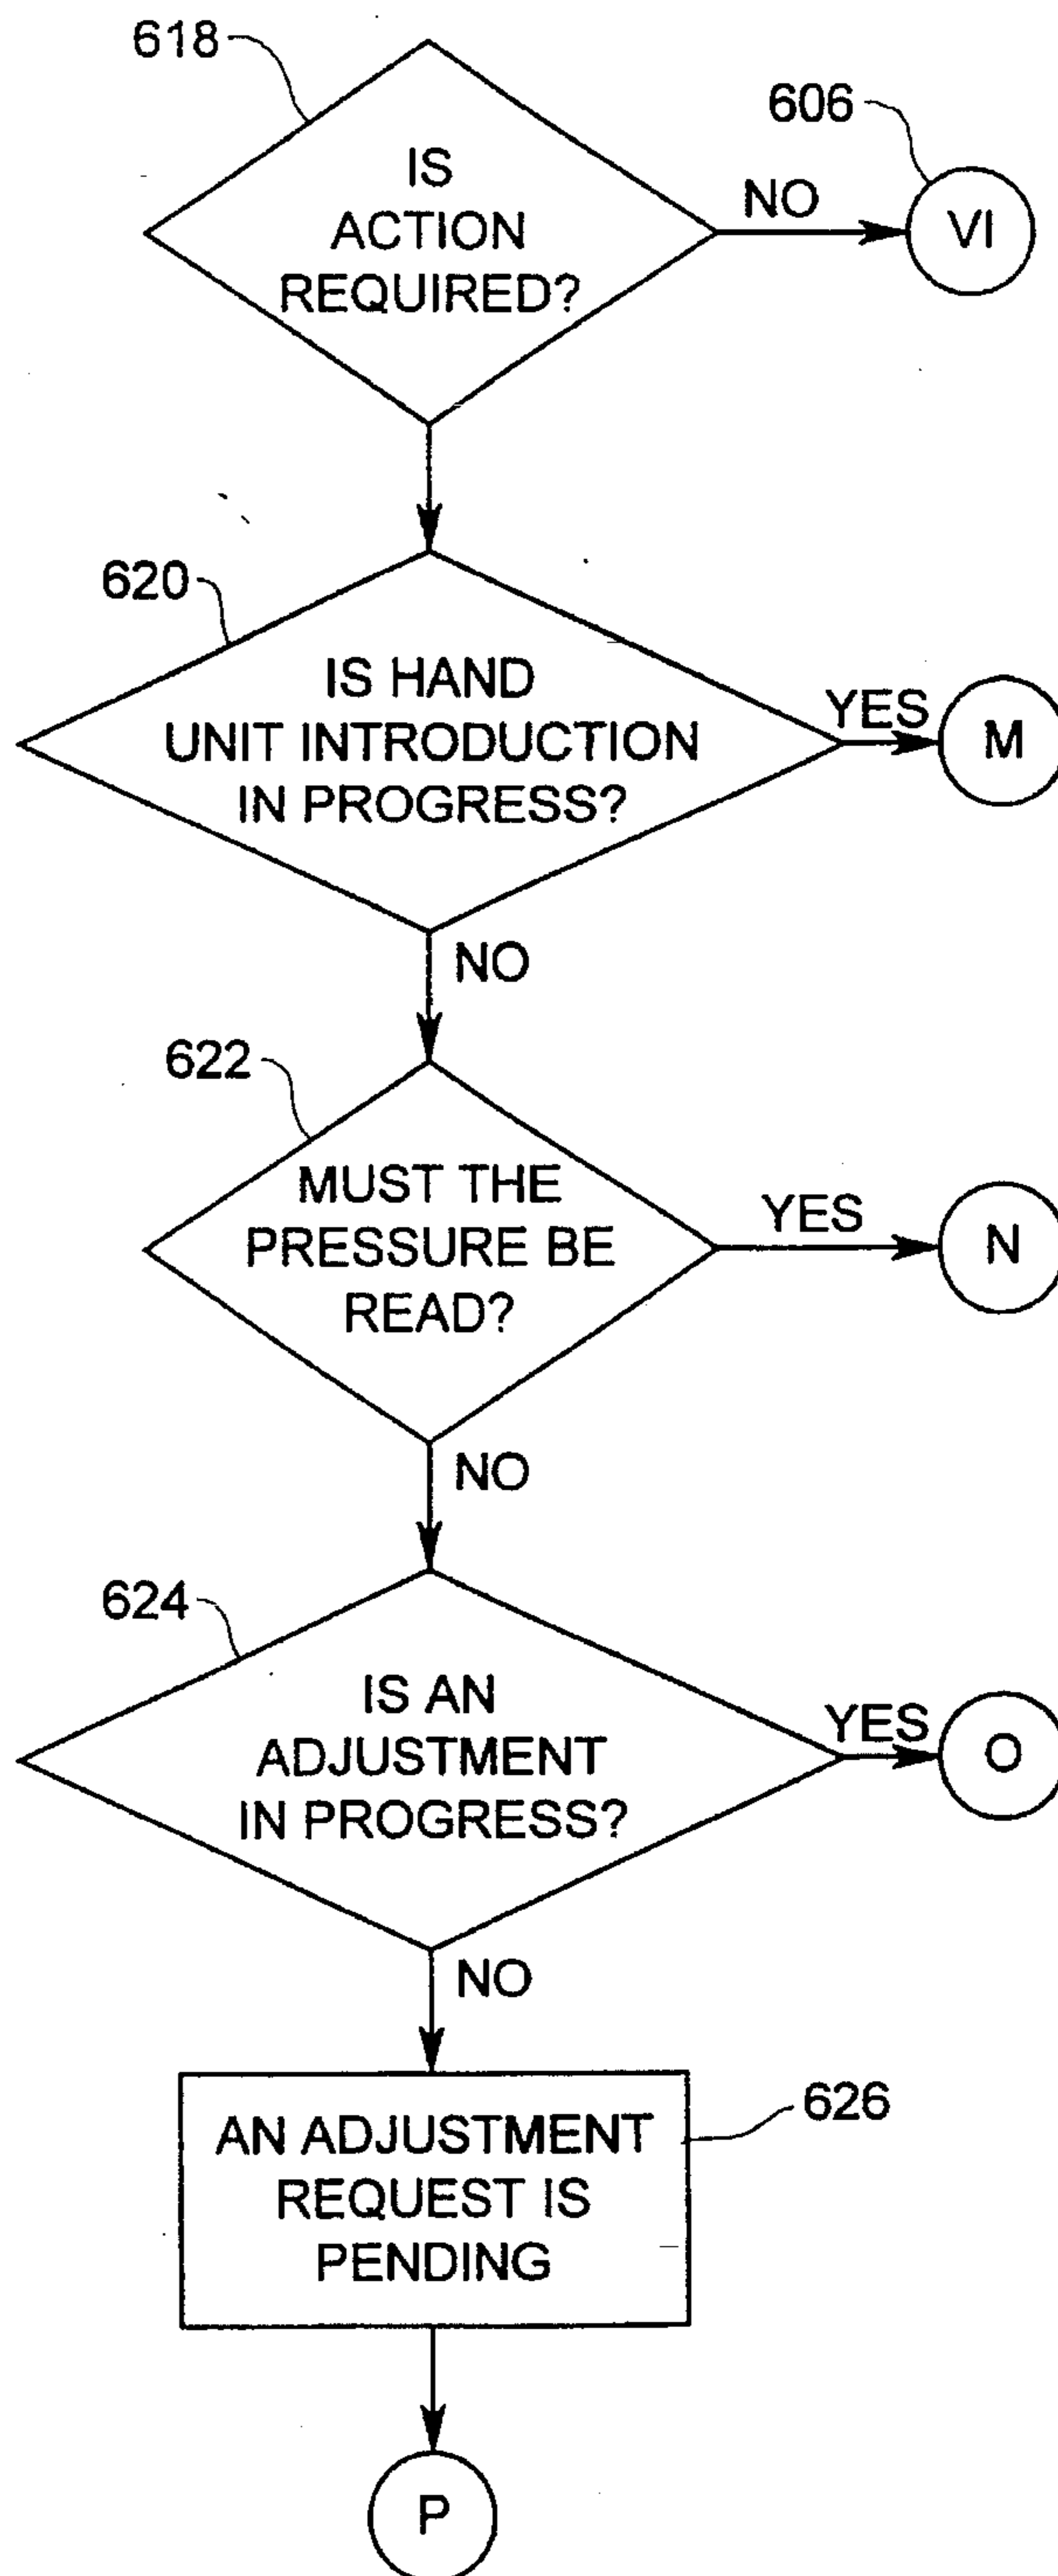 618
606
IS
ACTION
REQUIRED?
NO
VI
620
IS HAND
UNIT INTRODUCTION
IN PROGRESS?
YES
M
NO
622
MUST THE
PRESSURE BE
READ?
YES
N
NO
624
IS AN
ADJUSTMENT
IN PROGRESS?
YES
O
NO
626
AN ADJUSTMENT
REQUEST IS
PENDING
P